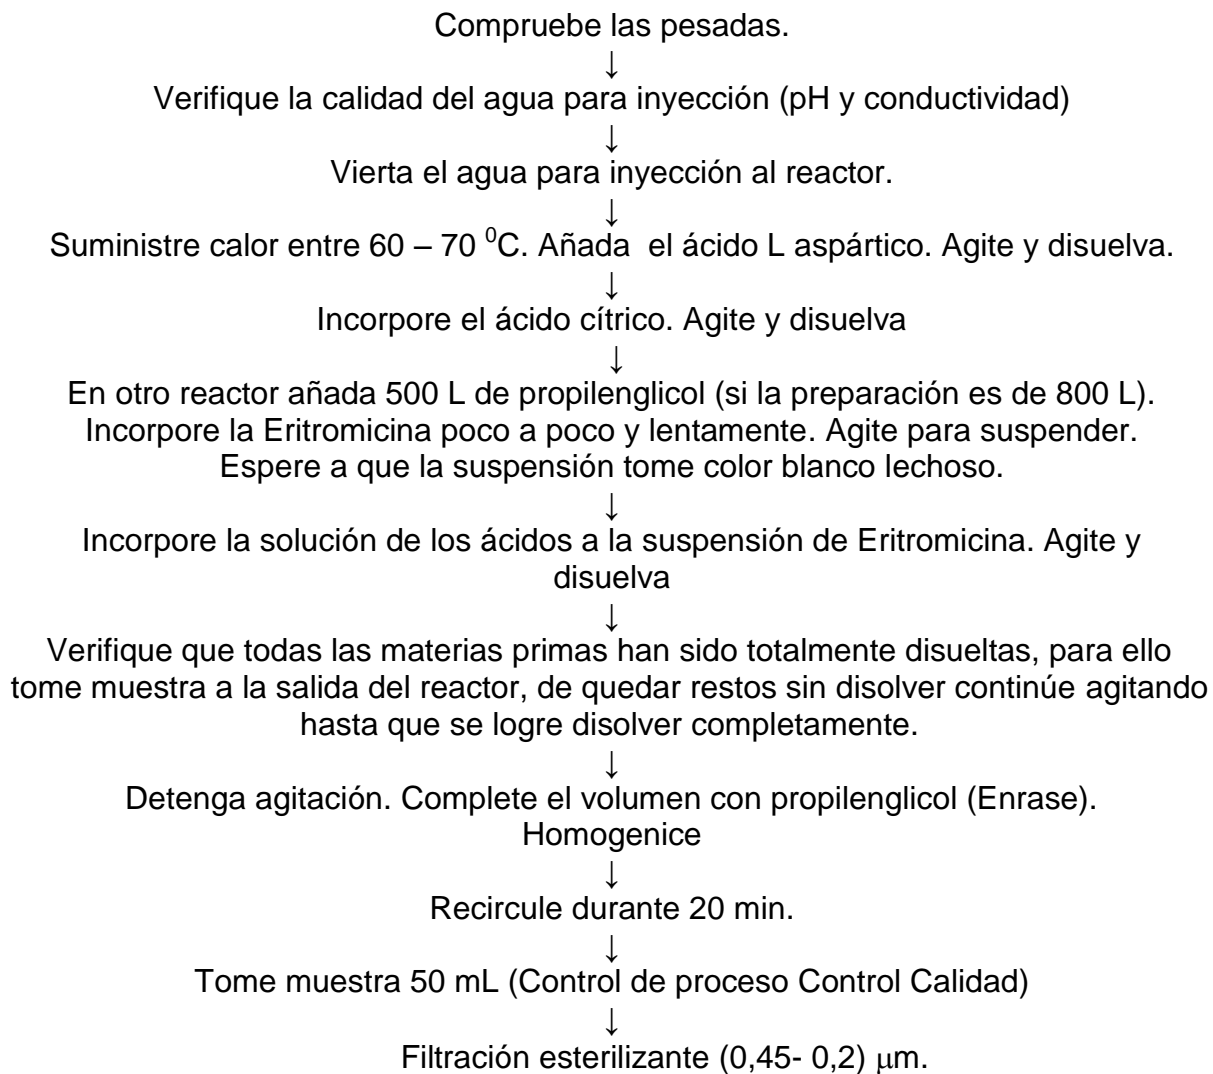 Compruebe las pesadas.
↓
Verifique la calidad del agua para inyección (pH y conductividad)
↓
Vierta el agua para inyección al reactor.
↓
Suministre calor entre 60 – 70 ⁰C. Añada  el ácido L aspártico. Agite y disuelva.
↓
Incorpore el ácido cítrico. Agite y disuelva
↓
En otro reactor añada 500 L de propilenglicol (si la preparación es de 800 L).
Incorpore la Eritromicina poco a poco y lentamente. Agite para suspender.
Espere a que la suspensión tome color blanco lechoso.
↓
Incorpore la solución de los ácidos a la suspensión de Eritromicina. Agite y
disuelva
↓
Verifique que todas las materias primas han sido totalmente disueltas, para ello
tome muestra a la salida del reactor, de quedar restos sin disolver continúe agitando
hasta que se logre disolver completamente.
↓
Detenga agitación. Complete el volumen con propilenglicol (Enrase).
Homogenice
↓
Recircule durante 20 min.
↓
Tome muestra 50 mL (Control de proceso Control Calidad)
↓
Filtración esterilizante (0,45- 0,2) μm.